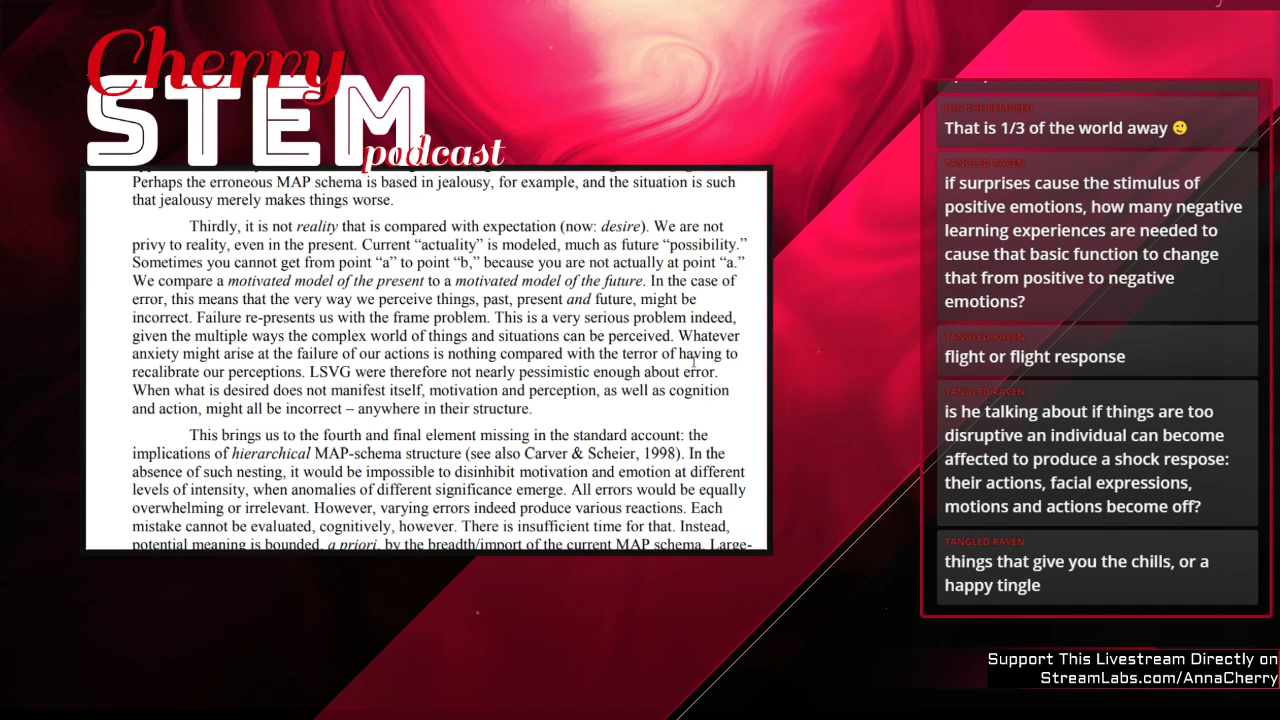 Cherry
STEM
podcast
Perhaps the erroneous MAP schema is based in jealousy, for example, and the situation is such
that jealousy merely makes things worse.
Thirdly, it is not reality that is compared with expectation (now: desire). We are not
privy to reality, even in the present. Current “actuality” is modeled, much as future “possibility.”
Sometimes you cannot get from point “a” to point “b,” because you are not actually at point “a.”
We compare a motivated model of the present to a motivated model of the future. In the case of
error, this means that the very way we perceive things, past, present and future, might be
incorrect. Failure re-presents us with the frame problem. This is a very serious problem indeed,
given the multiple ways the complex world of things and situations can be perceived. Whatever
anxiety might arise at the failure of our actions is nothing compared with the terror of having to
recalibrate our perceptions. LSVG were therefore not nearly pessimistic enough about error.
When what is desired does not manifest itself, motivation and perception, as well as cognition
and action, might all be incorrect – anywhere in their structure.
This brings us to the fourth and final element missing in the standard account: the
implications of hierarchical MAP-schema structure (see also Carver & Scheier, 1998). In the
absence of such nesting, it would be impossible to disinhibit motivation and emotion at different
levels of intensity, when anomalies of different significance emerge. All errors would be equally
overwhelming or irrelevant. However, varying errors indeed produce various reactions. Each
mistake cannot be evaluated, cognitively, however. There is insufficient time for that. Instead,
potential meaning is bounded, a priori, by the breadth/import of the current MAP schema. Large-
JOIN THE BEMUSED
That is 1/3 of the world away
TANGLED RAVEN
if surprises cause the stimulus of
positive emotions, how many negative
learning experiences are needed to
cause that basic function to change
that from positive to negative
emotions?
TANGLED RAVEN
flight or flight response
TANGLED RAVEN
is he talking about if things are too
disruptive an individual can become
affected to produce a shock respose:
their actions, facial expressions,
motions and actions become off?
TANGLED RAVEN
things that give you the chills, or a
happy tingle
Support This Livestream Directly on
StreamLabs.com/AnnaCherry